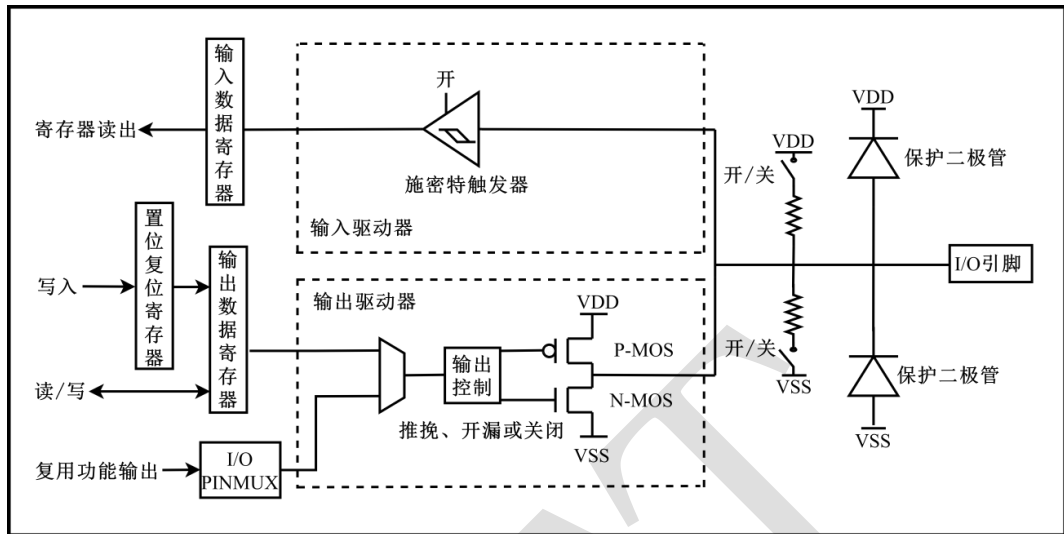 输入数据寄存器
开
VDD
寄存器读出
VDD
保护二极管
施密特触发器
开/关
输入驱动器
置位复位寄存器
输出数据寄存器
I/O引脚
写入
输出驱动器
VDD
P-MOS
开/关
输出
控制
VSS
读/写
N-MOS
保护二极管
推挽、开漏或关闭
VSS
VSS
复用功能输出
I/O
PINMUX